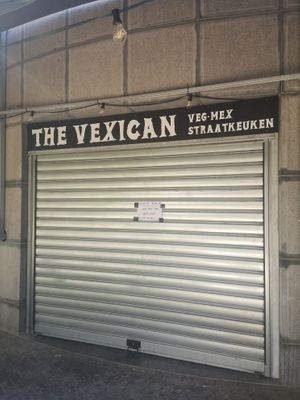 THE VEXICAN
VEG-MEX
STRAATKEUKEN